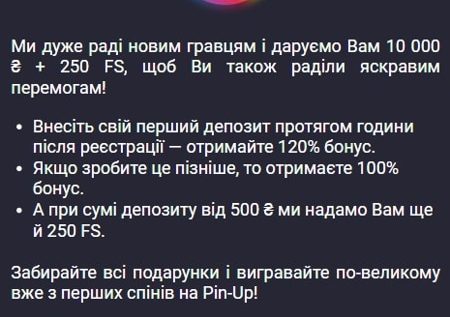 Ми дуже раді новим гравцям і даруємо Вам 10 000
₴ + 250 FS, щоб Ви також раділи яскравим
перемогам!
• Внесіть свій перший депозит протягом години
після реєстрації — отримайте 120% бонус.
• Якщо зробите це пізніше, то отримаєте 100%
бонус.
• А при сумі депозиту від 500 ₴ ми надамо Вам ще
й 250 FS.
Забирайте всі подарунки і вигравайте по-великому
вже з перших спінів на Pin-Up!